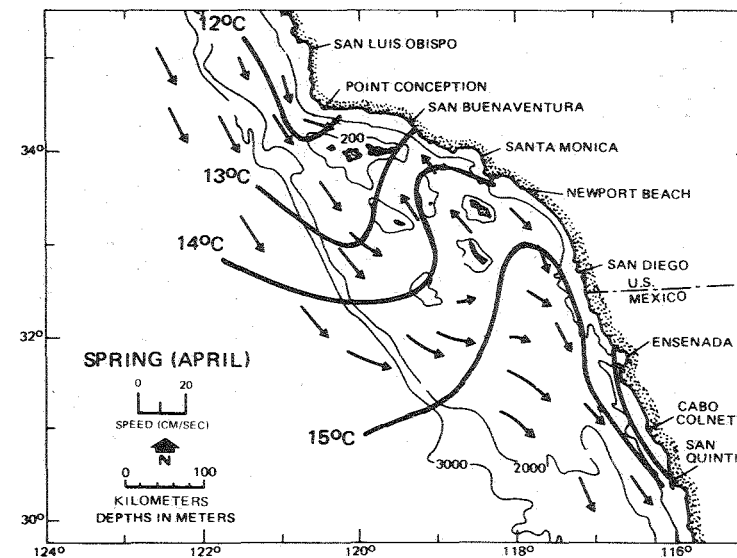 12°C
SAN LUIS OBISPO
POINT CONCEPTION
SAN BUENAVENTURA
200
34°
SANTA MONICA
13°C
NEWPORT BEACH
14°C
SAN DIEGO
U.S.
MEXICO
32°
ENSENADA
SPRING (APRIL)
0 20
SPEED (CM/SEC)
N
0 100
KILOMETERS
DEPTHS IN METERS
15°C
3000
2000
CABO
COLNET
SAN
QUINTI
30°
124° 122° 120° 118° 116°